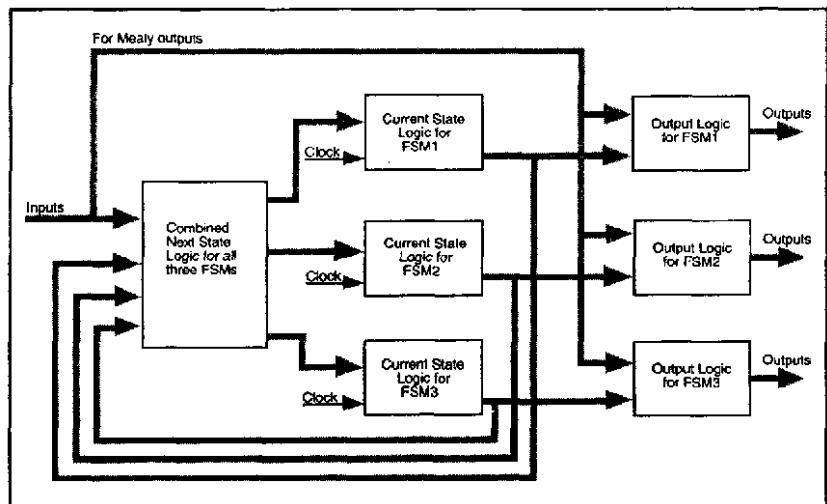 For Mealy outputs
Current State
Logic for
FSM1
Clock
Output Logic
for FSM1
Outputs
Inputs
Combined
Next State
Logic for all
three FSMs
Current State
Logic for
FSM2
Clock
Output Logic
for FSM2
Outputs
Current State
Logic for
FSM3
Clock
Output Logic
for FSM3
Outputs